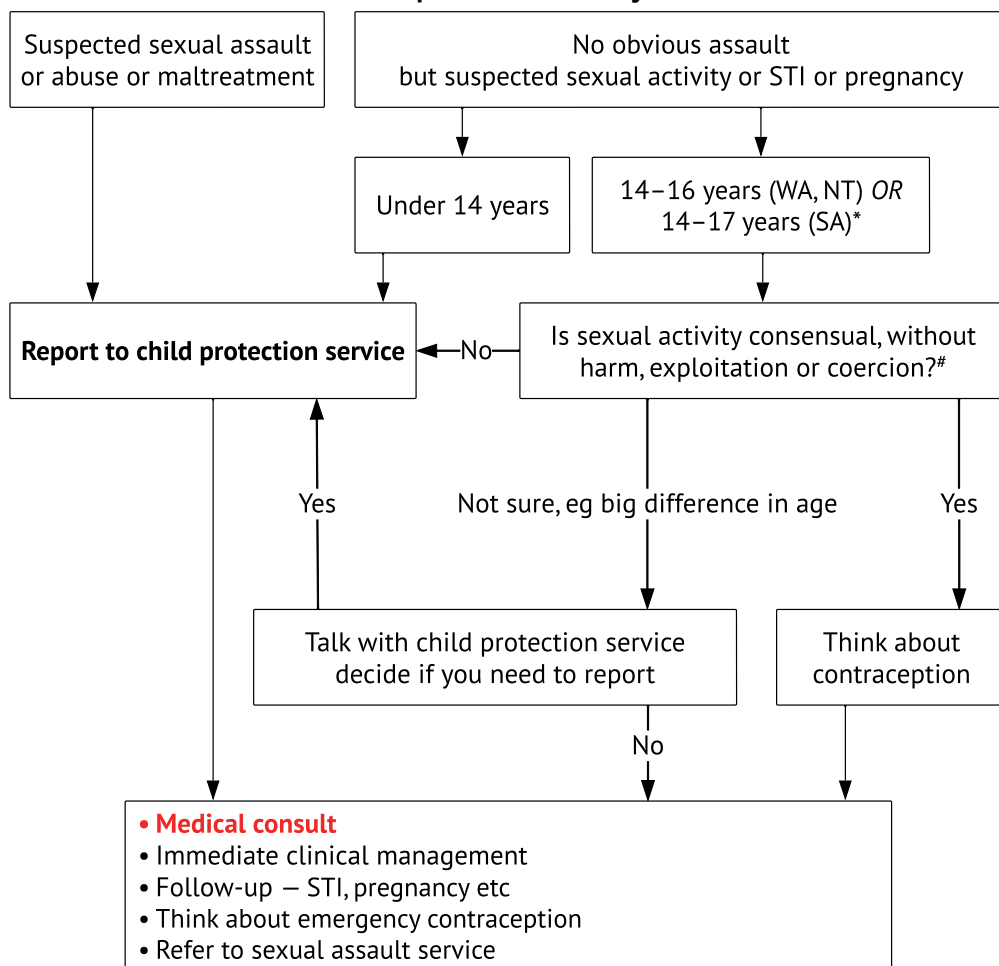 Suspected sexual assault
or abuse or maltreatment
No obvious assault
but suspected sexual activity or STI or pregnancy
Under 14 years
14–16 years (WA, NT) OR
14–17 years (SA)*
Report to child protection service
No
Is sexual activity consensual, without
harm, exploitation or coercion?#
Yes
Not sure, eg big difference in age
Yes
Talk with child protection service
decide if you need to report
Think about
contraception
No
• Medical consult
• Immediate clinical management
• Follow-up — STI, pregnancy etc
• Think about emergency contraception
• Refer to sexual assault service